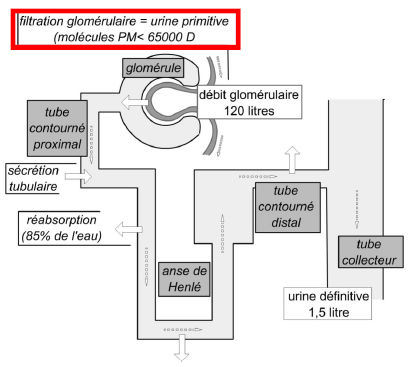 filtration glomérulaire = urine primitive
(molécules PM< 65000 D
glomérule
débit glomérulaire
120 litres
tube
contourné
proximal
sécrétion
tubulaire
réabsorption
(85% de l'eau)
anse de
Henlé
tube
contourné
distal
tube
collecteur
urine définitive
1,5 litre